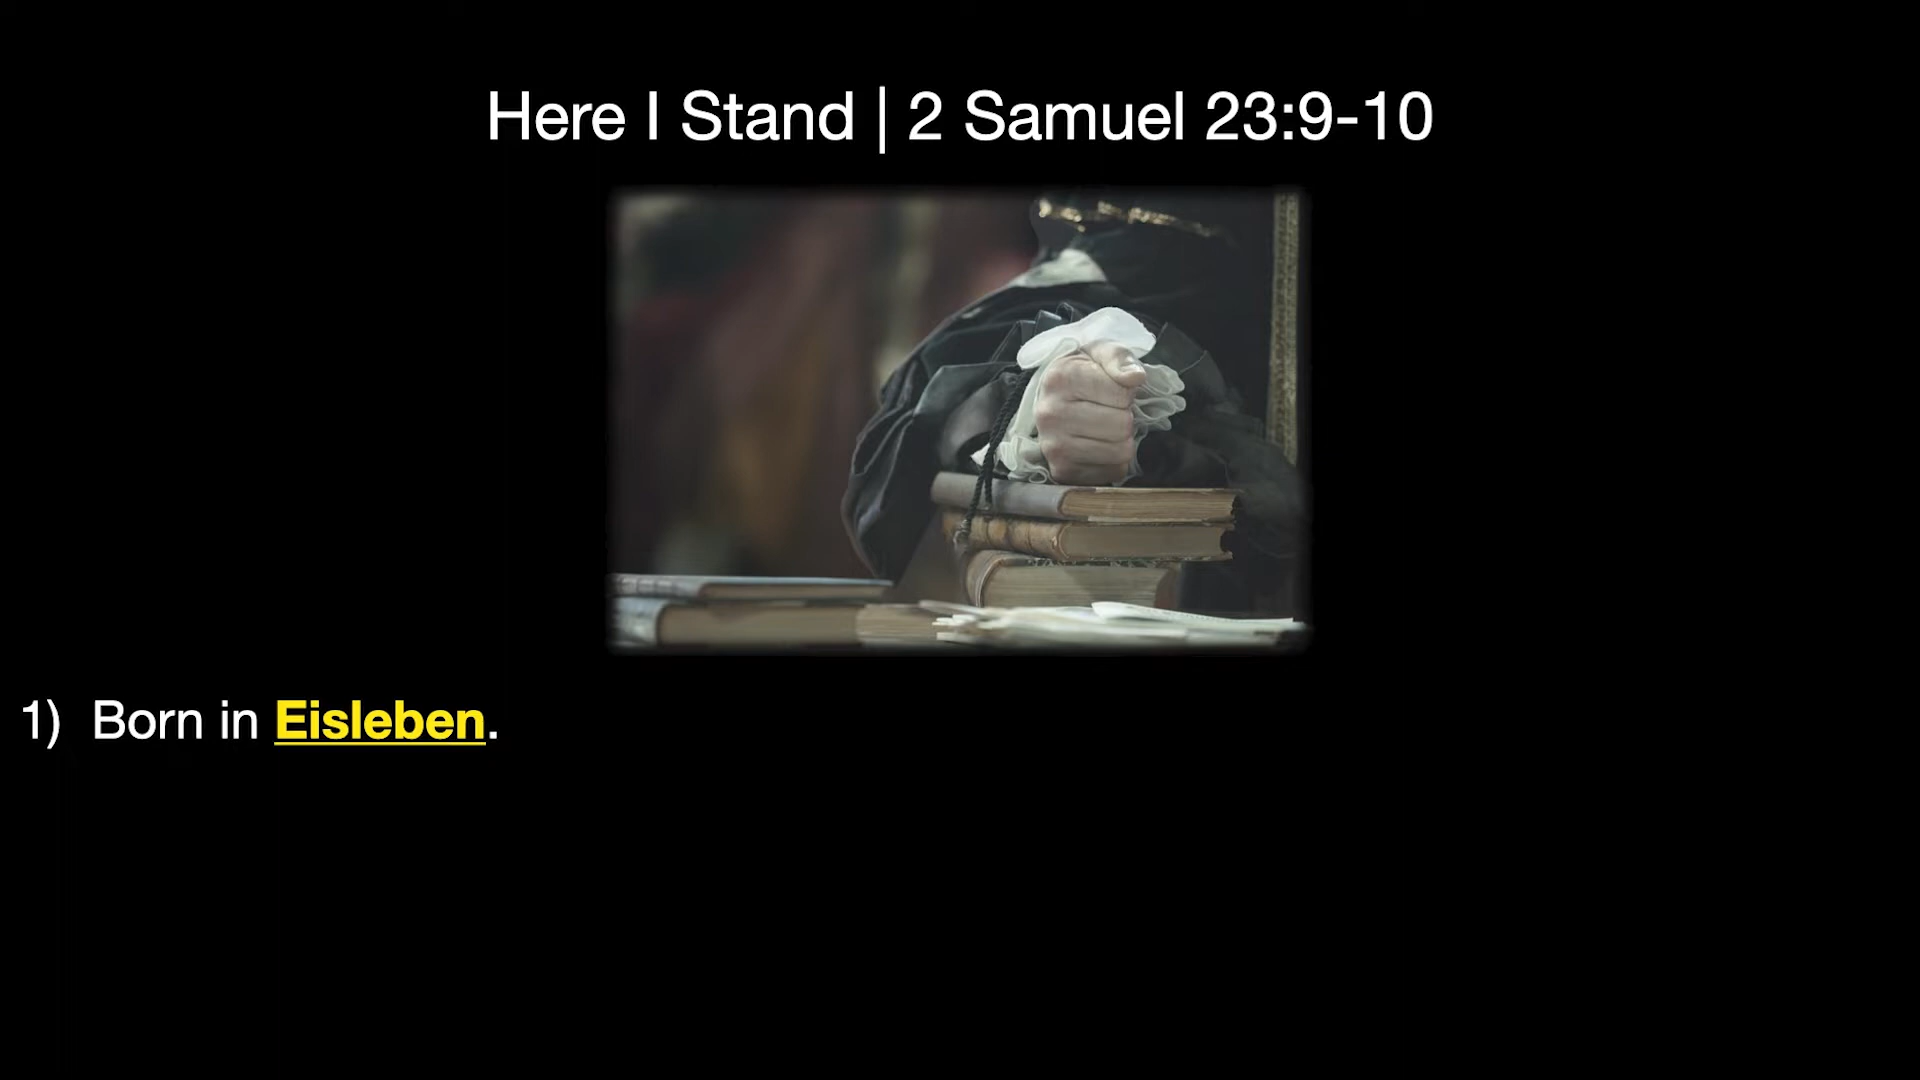 Here I Stand | 2 Samuel 23:9-10
1) Born in Eisleben.